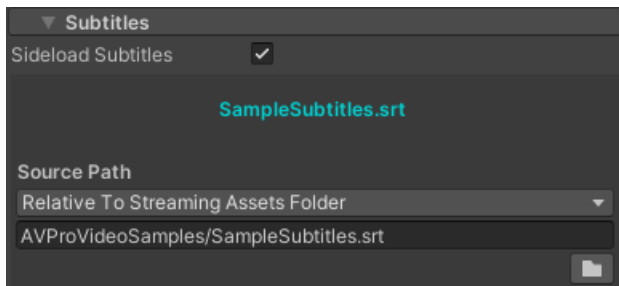 Subtitles
Sideload Subtitles
SampleSubtitles.srt
Source Path
Relative To Streaming Assets Folder
AVProVideoSamples/SampleSubtitles.srt